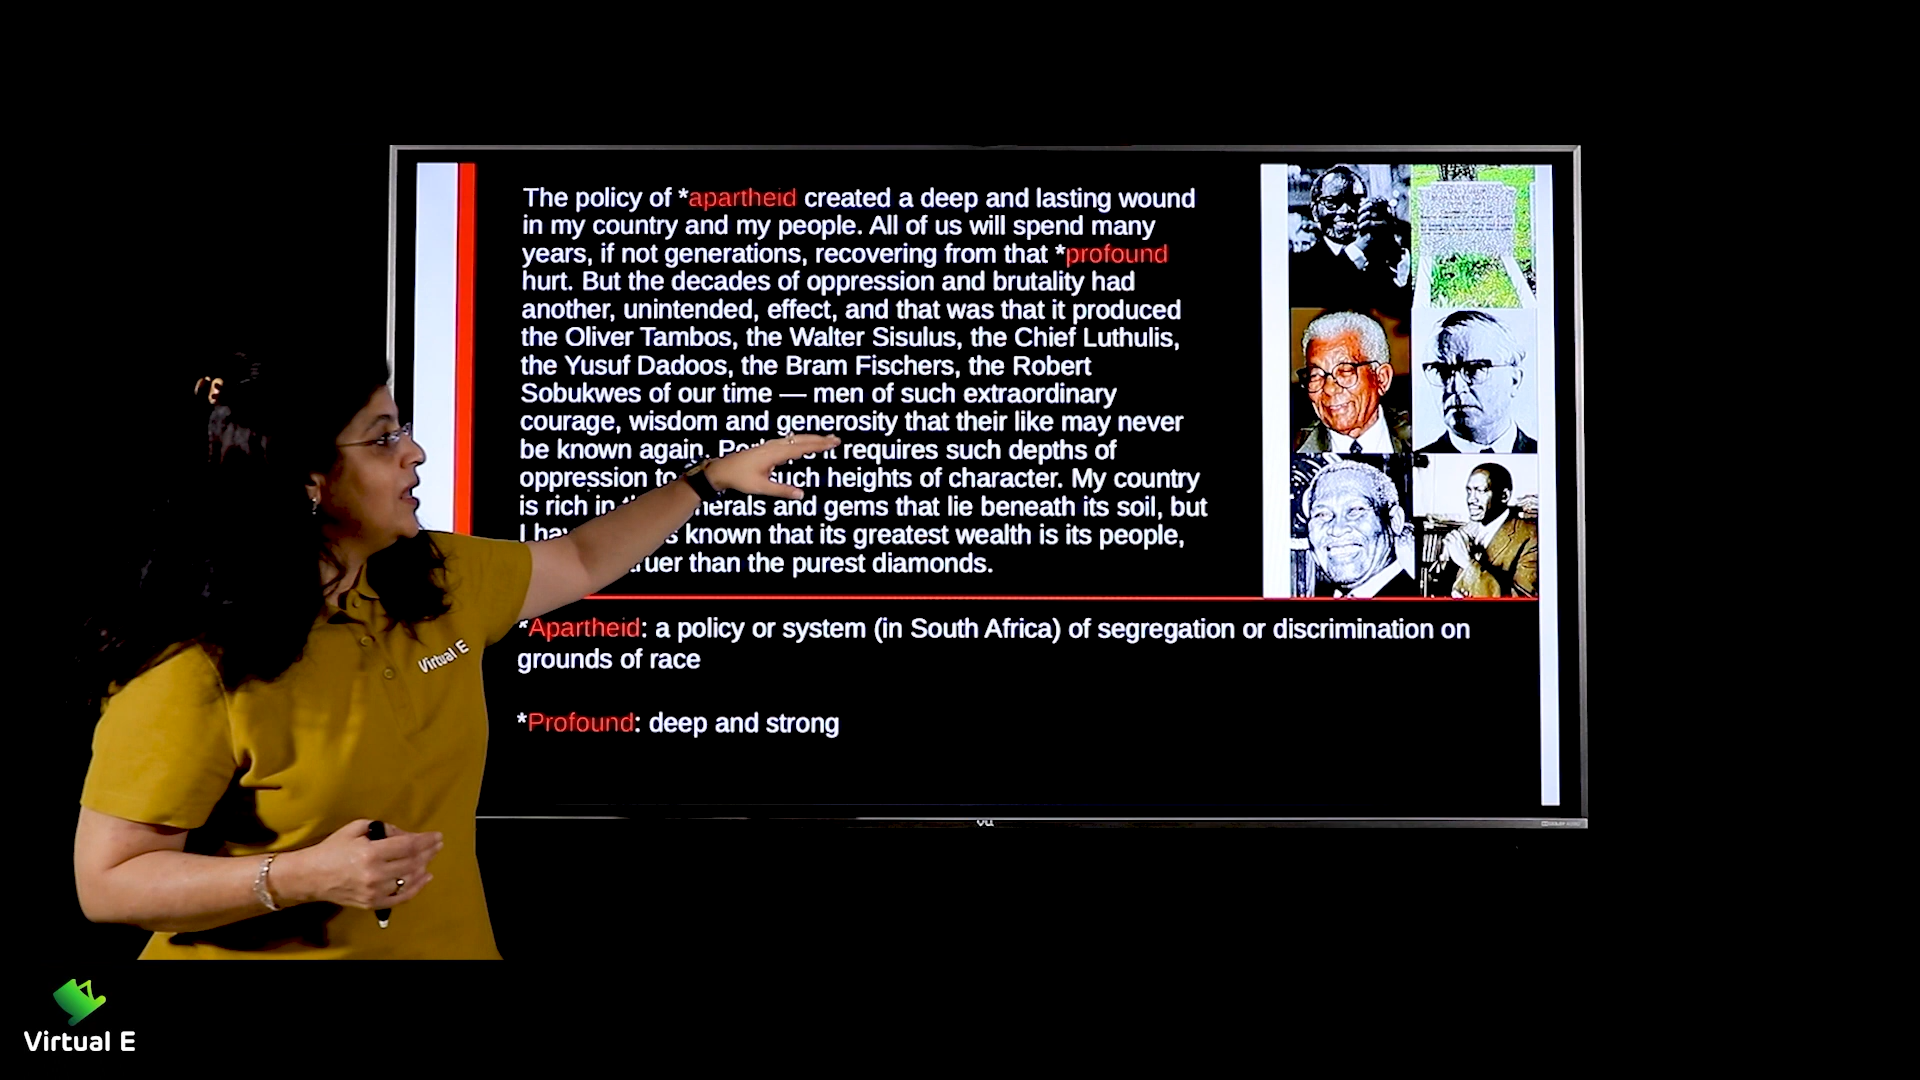 The policy of *apartheid created a deep and lasting wound
in my country and my people. All of us will spend many
years, if not generations, recovering from that *profound
hurt. But the decades of oppression and brutality had
another, unintended, effect, and that was that it produced
the Oliver Tambos, the Walter Sisulus, the Chief Luthulis,
the Yusuf Dadoos, the Bram Fischers, the Robert
Sobukwes of our time — men of such extraordinary
courage, wisdom and generosity that their like may never
be known again. it requires such depths of
oppression to such heights of character. My country
is rich in and gems that lie beneath its soil, but
I known that its greatest wealth is its people,
than the purest diamonds.
*Apartheid: a policy or system (in South Africa) of segregation or discrimination on
grounds of race
*Profound: deep and strong
Virtual E
Virtual E